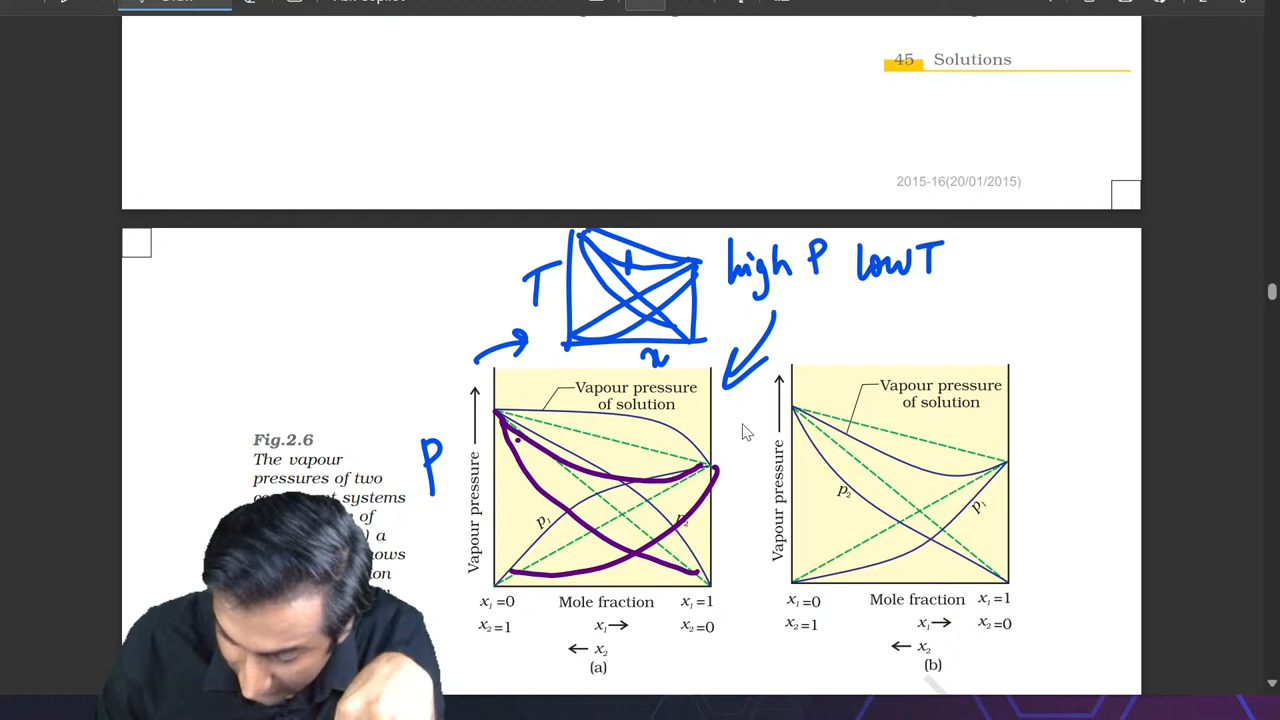 45 Solutions
2015-16(20/01/2015)
T
high P low T
x
P
Fig.2.6
The vapour
pressures of two
systems
of
a
Vapour pressure
of solution
Vapour pressure
p₁
p₂
x₁=0
Mole fraction
x₁=1
x₂=1
x₁→
x₂=0
← x₂
(a)
Vapour pressure
of solution
Vapour pressure
p₂
p₁
x₁=0
Mole fraction
x₁=1
x₂=1
x₁→
x₂=0
← x₂
(b)